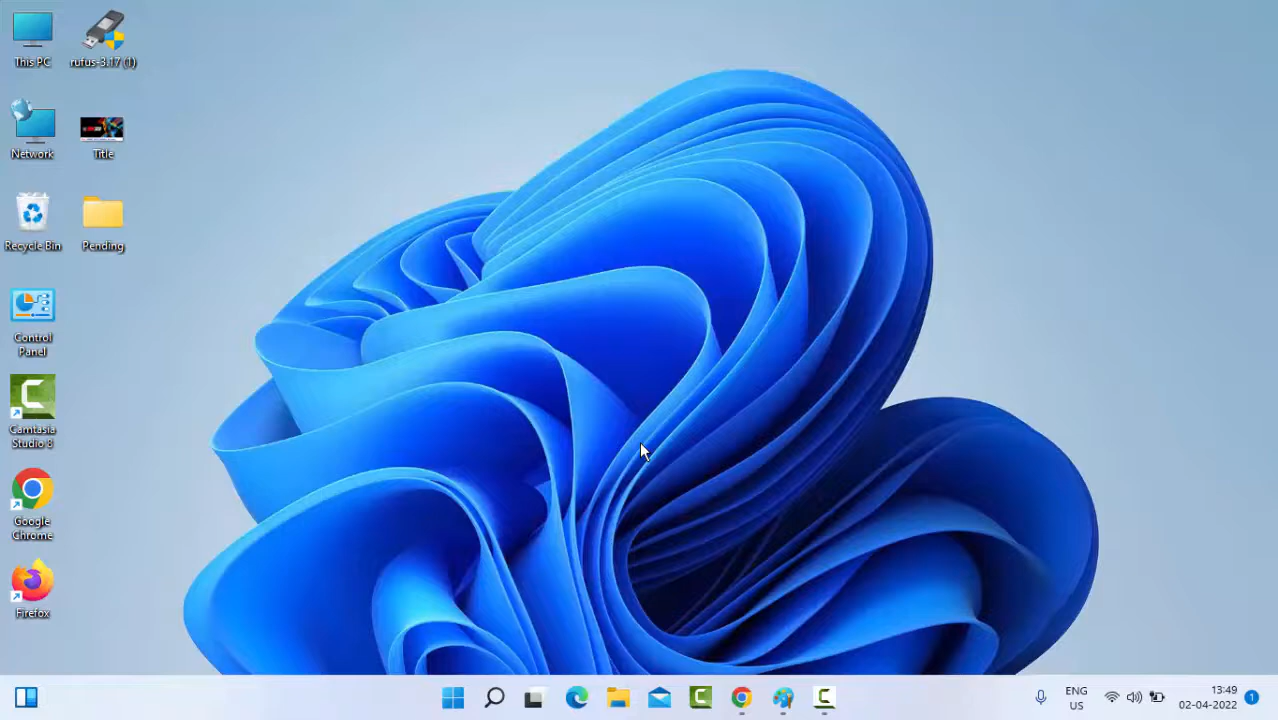 This PC
rufus-3.17 (1)
Network
Title
Recycle Bin
Pending
Control
Panel
Camtasia
Studio 8
Google
Chrome
Firefox
ENG
US
13:49
02-04-2022
1